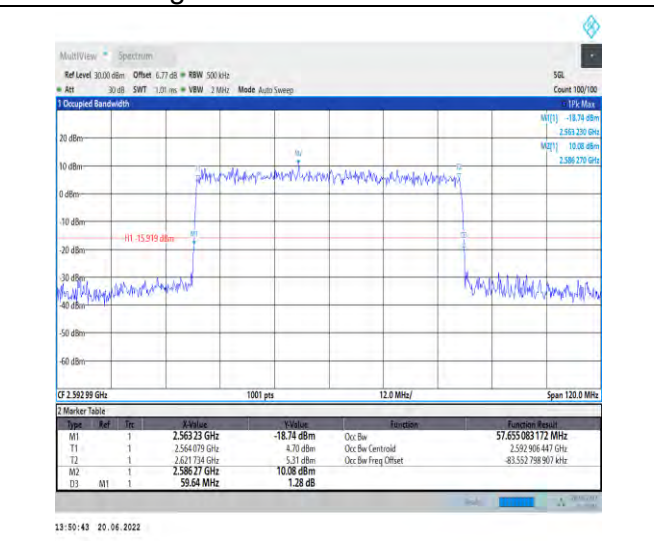 MultiView Spectrum
Ref Level 30.00 dBm Offset 6.77 dB RBW 500 kHz SGL
Att 30 dB SWT 1.01 ms VBW 2 MHz Mode Auto Sweep Count 100/100
1 Occupied Bandwidth 1Pk Max
M1[1] -18.74 dBm
2.563 230 GHz
M2[1] 10.08 dBm
2.586 270 GHz
20 dBm
M2
10 dBm
0 dBm
-10 dBm
H1 -15.919 dBm
M1
-20 dBm
-30 dBm
-40 dBm
-50 dBm
-60 dBm
CF 2.592 99 GHz 1001 pts 12.0 MHz/ Span 120.0 MHz
2 Marker Table
Type Ref Trc X-Value Y-Value Function Function Result
M1 1 2.563 23 GHz -18.74 dBm Occ Bw 57.655 083 172 MHz
T1 1 2.564 079 GHz 4.70 dBm Occ Bw Centroid 2.592 906 447 GHz
T2 1 2.621 734 GHz 5.31 dBm Occ Bw Freq Offset -83.552 798 907 kHz
M2 1 2.586 27 GHz 10.08 dBm
D3 M1 1 59.64 MHz 1.28 dB
13:50:43 20.06.2022